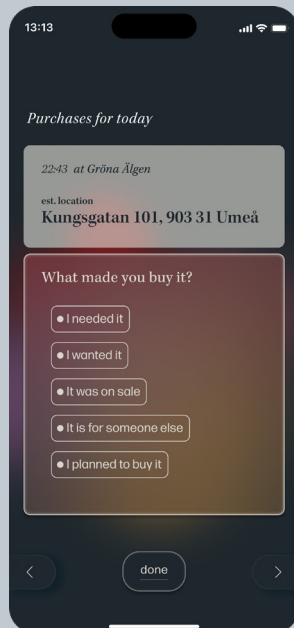 13:13
Purchases for today
22:43 at Gröna Älgen
est. location
Kungsgatan 101, 903 31 Umeå
What made you buy it?
I needed it
I wanted it
It was on sale
It is for someone else
I planned to buy it
done